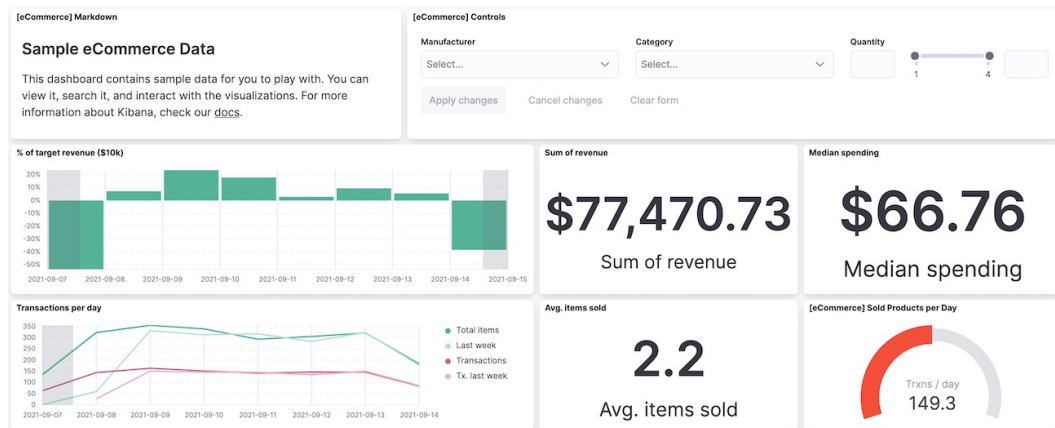 [eCommerce] Markdown
Sample eCommerce Data
This dashboard contains sample data for you to play with. You can
view it, search it, and interact with the visualizations. For more
information about Kibana, check our docs.
[eCommerce] Controls
Manufacturer
Select...
Category
Select...
Quantity
1
4
Apply changes
Cancel changes
Clear form
% of target revenue ($10k)
20%
10%
0%
-10%
-20%
-30%
-40%
-50%
2021-09-07
2021-09-08
2021-09-09
2021-09-10
2021-09-11
2021-09-12
2021-09-13
2021-09-14
2021-09-15
Sum of revenue
$77,470.73
Sum of revenue
Median spending
$66.76
Median spending
Transactions per day
350
300
250
200
150
100
50
0
2021-09-07
2021-09-08
2021-09-09
2021-09-10
2021-09-11
2021-09-12
2021-09-13
2021-09-14
Total items
Last week
Transactions
Tx. last week
Avg. items sold
2.2
Avg. items sold
[eCommerce] Sold Products per Day
Trxns / day
149.3